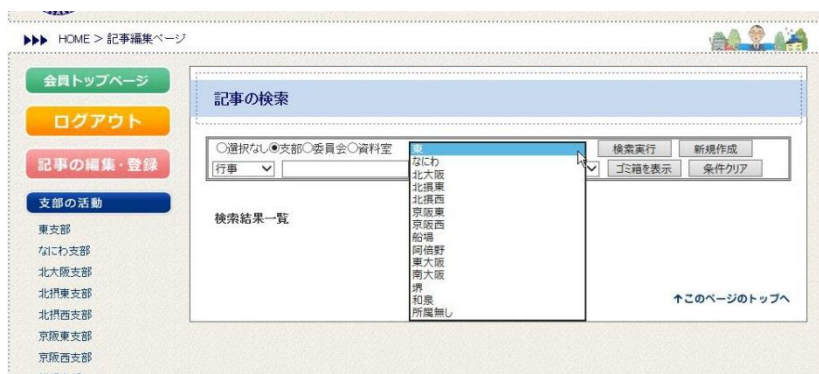 ▶▶▶ HOME > 記事編集ページ
会員トップページ
ログアウト
記事の編集・登録
支部の活動
東支部
なにわ支部
北大阪支部
北摂東支部
北摂西支部
京阪東支部
京阪西支部
記事の検索
○選択なし◉支部○委員会○資料室
検索実行
新規作成
行事
ゴミ箱を表示
条件クリア
東
なにわ
北大阪
北摂東
北摂西
京阪東
京阪西
船場
阿倍野
東大阪
南大阪
堺
和泉
所属無し
検索結果一覧
↑このページのトップへ